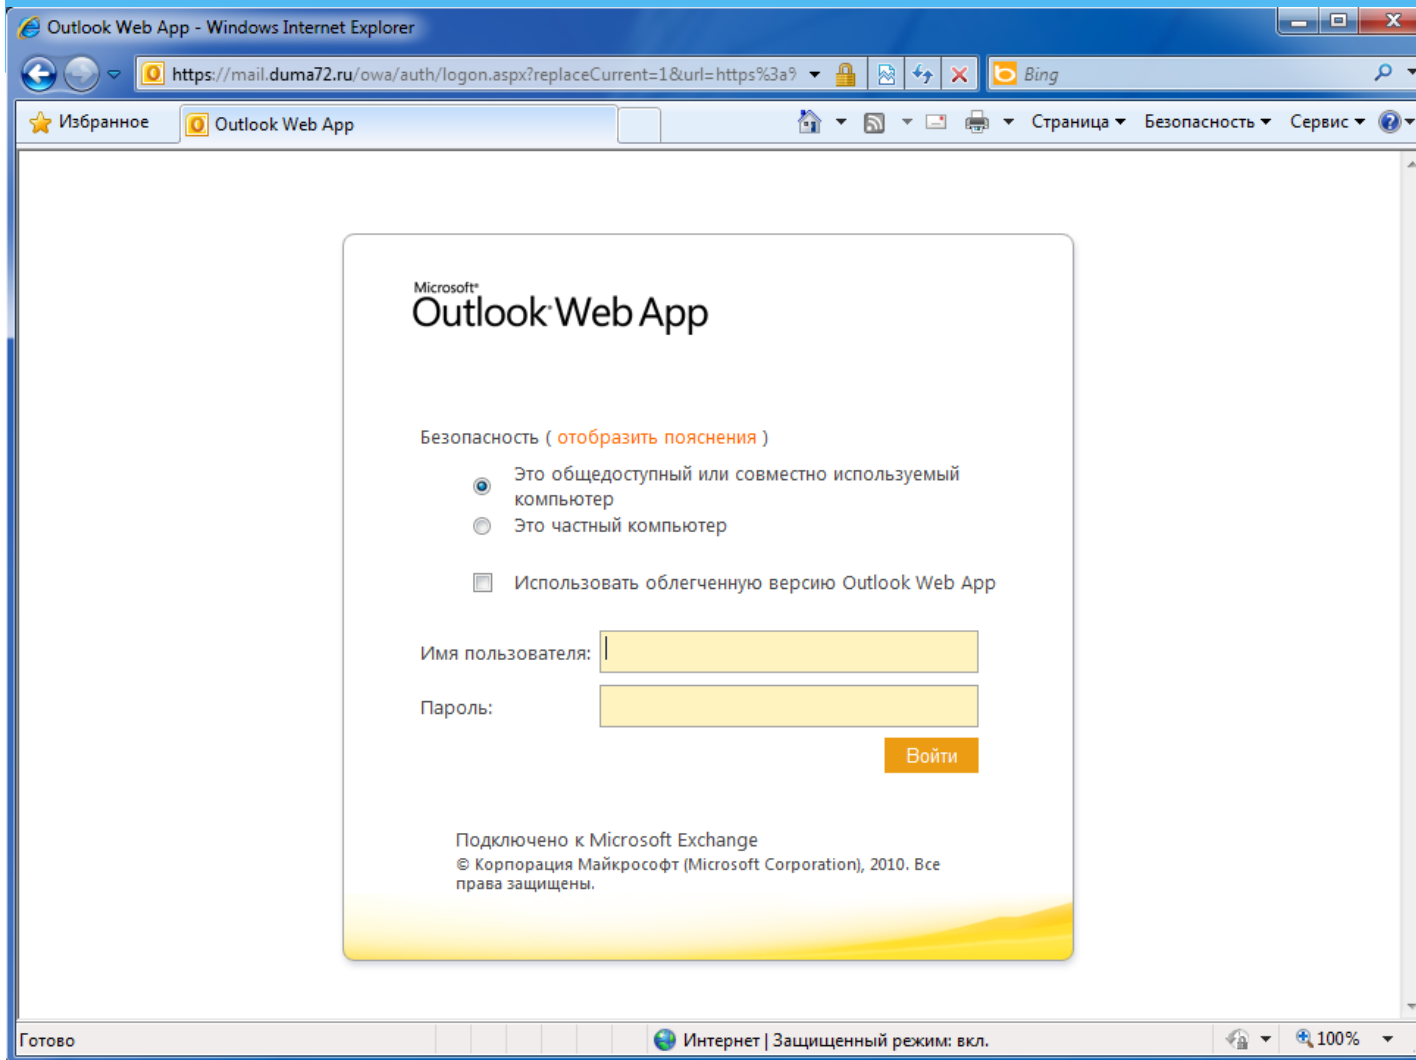 Outlook Web App - Windows Internet Explorer
https://mail.duma72.ru/owa/auth/logon.aspx?replaceCurrent=1&url=https%3a9
Bing
Избранное
Outlook Web App
Страница
Безопасность
Сервис
Microsoft®
Outlook Web App
Безопасность ( отобразить пояснения )
Это общедоступный или совместно используемый
компьютер
Это частный компьютер
Использовать облегченную версию Outlook Web App
Имя пользователя:
Пароль:
Войти
Подключено к Microsoft Exchange
© Корпорация Майкрософт (Microsoft Corporation), 2010. Все
права защищены.
Готово
Интернет | Защищенный режим: вкл.
100%